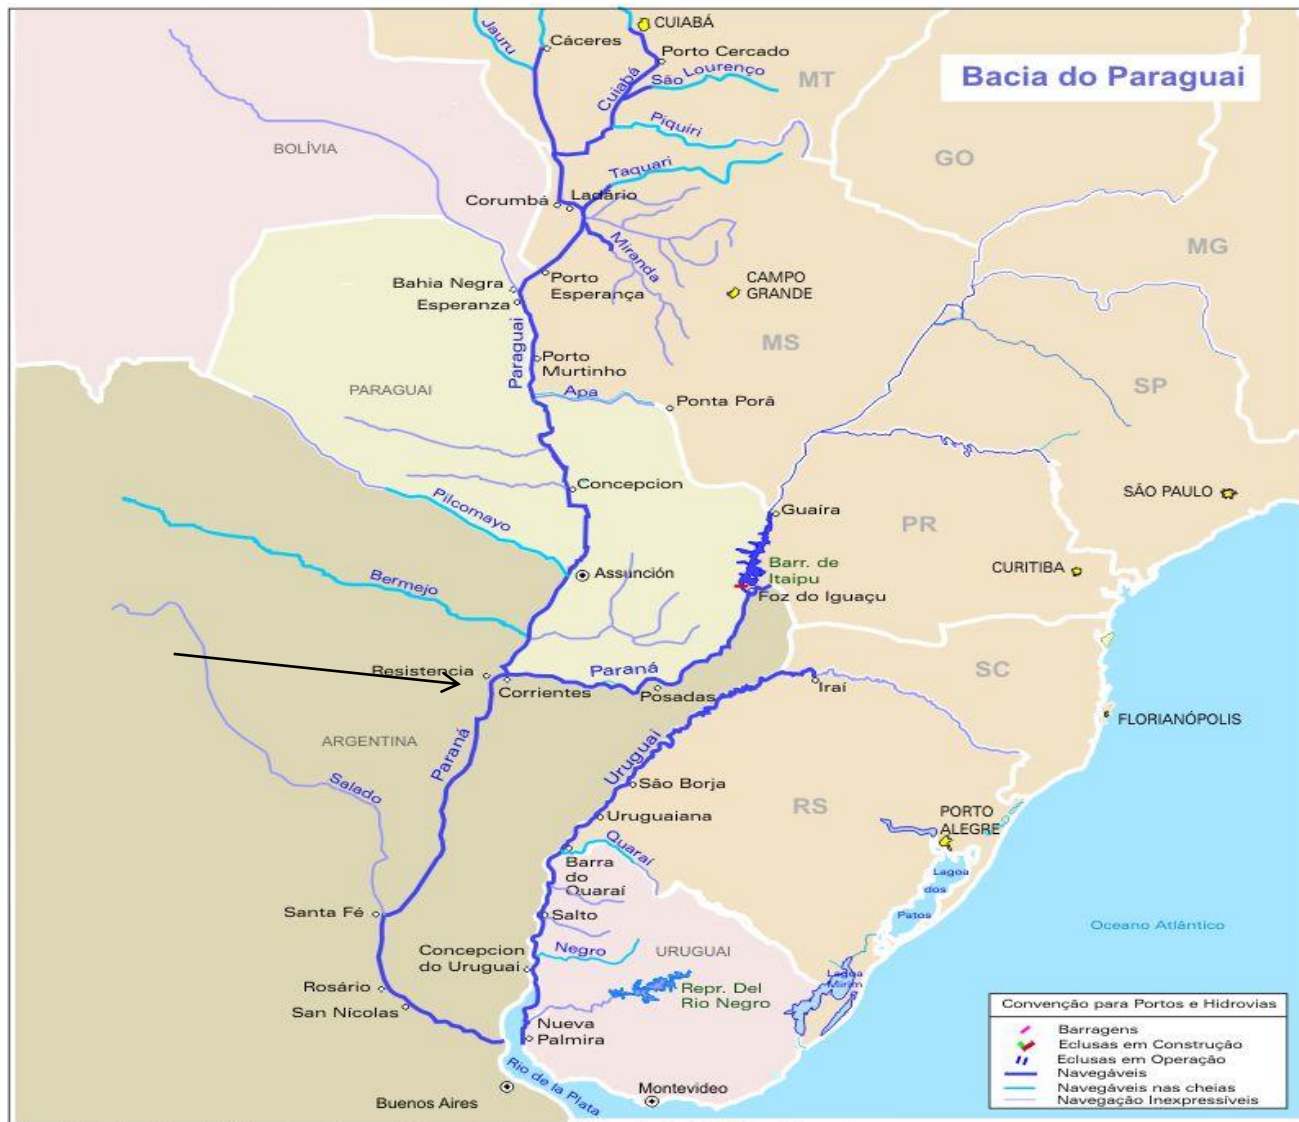 CUIABÁ
Jauru
Cáceres
Porto Cercado
Cuiabá
São Lourenço
MT
Bacia do Paraguai
Piquiri
BOLÍVIA
GO
Taquari
Corumbá
Ladário
MG
Miranda
Bahia Negra
Esperanza
Porto
Esperança
CAMPO
GRANDE
Paraguai
MS
Porto
Murtinho
PARAGUAI
Apa
Ponta Porã
SP
Concepcion
Pilcomayo
SÃO PAULO
Guaíra
PR
Bermejo
Assunción
Barr. de
Itaipu
Foz do Iguaçu
CURITIBA
Resistencia
Corrientes
Paraná
Posadas
Iraí
SC
FLORIANÓPOLIS
ARGENTINA
Paraná
Salado
Uruguai
São Borja
Uruguaiana
RS
PORTO
ALEGRE
Quaraí
Barra
do
Quaraí
Lagoa
dos
Patos
Santa Fé
Salto
Oceano Atlântico
Concepcion
do Uruguai
Negro
URUGUAI
Repr. Del
Rio Negro
Lagoa
Mirim
Rosário
San Nicolas
Nueva
Palmira
Rio de la Plata
Buenos Aires
Montevideo
Convenção para Portos e Hidrovias
Barragens
Eclusas em Construção
Eclusas em Operação
Navegáveis
Navegáveis nas cheias
Navegação Inexpressíveis